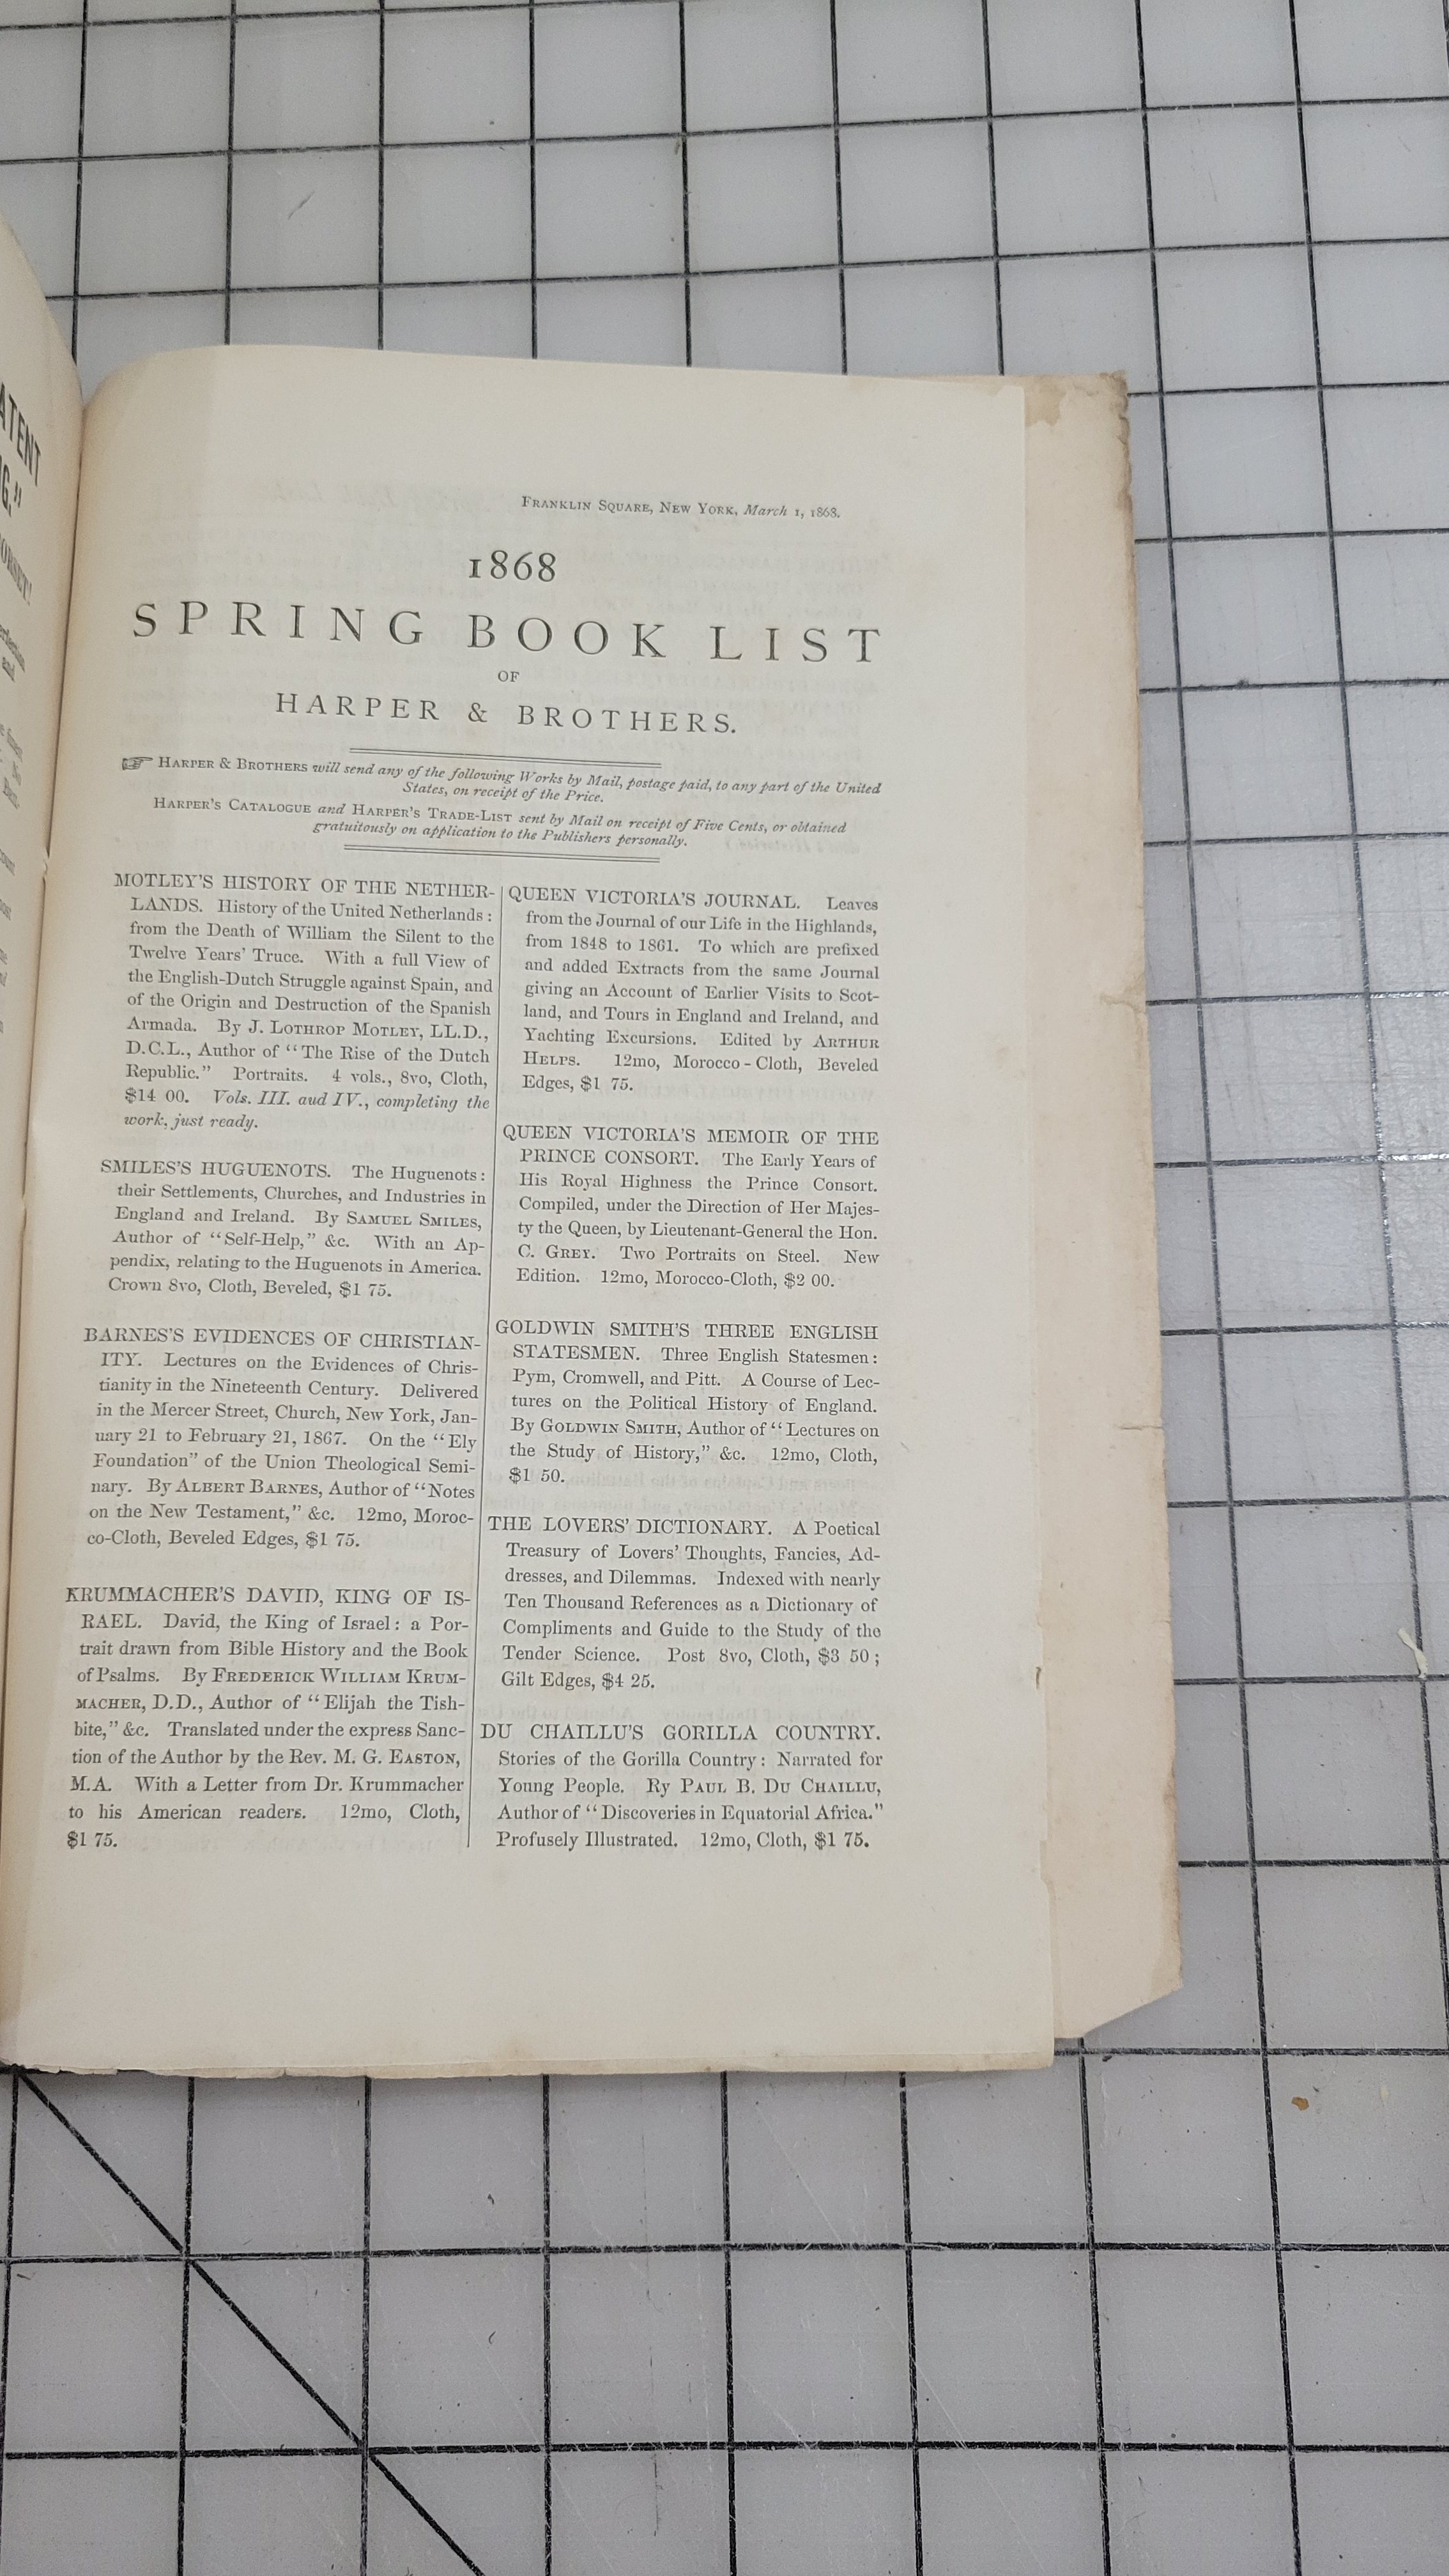 ATENT
G."
FRANKLIN SQUARE, NEW YORK, March 1, 1868.
1868
SPRING BOOK LIST
OF
HARPER & BROTHERS.
☞ HARPER & BROTHERS will send any of the following Works by Mail, postage paid, to any part of the United
States, on receipt of the Price.
HARPER'S CATALOGUE and HARPER'S TRADE-LIST sent by Mail on receipt of Five Cents, or obtained
gratuitously on application to the Publishers personally.
MOTLEY'S HISTORY OF THE NETHER-
LANDS. History of the United Netherlands:
from the Death of William the Silent to the
Twelve Years' Truce. With a full View of
the English-Dutch Struggle against Spain, and
of the Origin and Destruction of the Spanish
Armada. By J. LOTHROP MOTLEY, LL.D.,
D.C.L., Author of "The Rise of the Dutch
Republic." Portraits. 4 vols., 8vo, Cloth,
$14 00. Vols. III. aud IV., completing the
work, just ready.
SMILES'S HUGUENOTS. The Huguenots:
their Settlements, Churches, and Industries in
England and Ireland. By SAMUEL SMILES,
Author of "Self-Help," &c. With an Ap-
pendix, relating to the Huguenots in America.
Crown 8vo, Cloth, Beveled, $1 75.
BARNES'S EVIDENCES OF CHRISTIAN-
ITY. Lectures on the Evidences of Chris-
tianity in the Nineteenth Century. Delivered
in the Mercer Street, Church, New York, Jan-
uary 21 to February 21, 1867. On the "Ely
Foundation" of the Union Theological Semi-
nary. By ALBERT BARNES, Author of "Notes
on the New Testament," &c. 12mo, Moroc-
co-Cloth, Beveled Edges, $1 75.
KRUMMACHER'S DAVID, KING OF IS-
RAEL. David, the King of Israel: a Por-
trait drawn from Bible History and the Book
of Psalms. By FREDERICK WILLIAM KRUM-
MACHER, D.D., Author of "Elijah the Tish-
bite," &c. Translated under the express Sanc-
tion of the Author by the Rev. M. G. EASTON,
M.A. With a Letter from Dr. Krummacher
to his American readers. 12mo, Cloth,
$1 75.
QUEEN VICTORIA'S JOURNAL. Leaves
from the Journal of our Life in the Highlands,
from 1848 to 1861. To which are prefixed
and added Extracts from the same Journal
giving an Account of Earlier Visits to Scot-
land, and Tours in England and Ireland, and
Yachting Excursions. Edited by ARTHUR
HELPS. 12mo, Morocco-Cloth, Beveled
Edges, $1 75.
QUEEN VICTORIA'S MEMOIR OF THE
PRINCE CONSORT. The Early Years of
His Royal Highness the Prince Consort.
Compiled, under the Direction of Her Majes-
ty the Queen, by Lieutenant-General the Hon.
C. GREY. Two Portraits on Steel. New
Edition. 12mo, Morocco-Cloth, $2 00.
GOLDWIN SMITH'S THREE ENGLISH
STATESMEN. Three English Statesmen:
Pym, Cromwell, and Pitt. A Course of Lec-
tures on the Political History of England.
By GOLDWIN SMITH, Author of "Lectures on
the Study of History," &c. 12mo, Cloth,
$1 50.
THE LOVERS' DICTIONARY. A Poetical
Treasury of Lovers' Thoughts, Fancies, Ad-
dresses, and Dilemmas. Indexed with nearly
Ten Thousand References as a Dictionary of
Compliments and Guide to the Study of the
Tender Science. Post 8vo, Cloth, $3 50;
Gilt Edges, $4 25.
DU CHAILLU'S GORILLA COUNTRY.
Stories of the Gorilla Country: Narrated for
Young People. Ry PAUL B. DU CHAILLU,
Author of "Discoveries in Equatorial Africa."
Profusely Illustrated. 12mo, Cloth, $1 75.